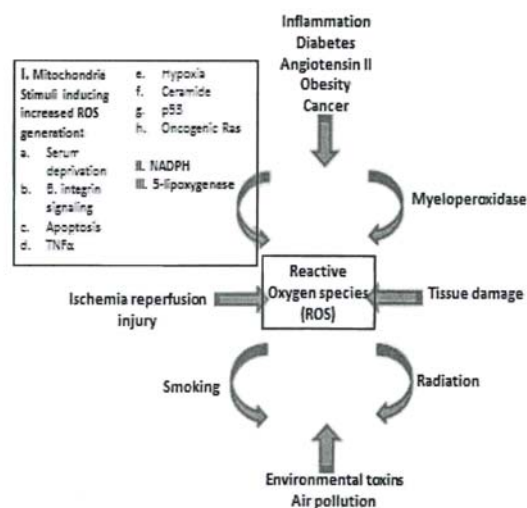 Inflammation
Diabetes
Angiotensin II
Obesity
Cancer
I. Mitochondria
Stimuli inducing
increased ROS
generation:
a. Serum
deprivation
b. B. integrin
signaling
c. Apoptosis
d. TNFα
e. Hypoxia
f. Ceramide
g. p53
h. Oncogenic Ras
II. NADPH
III. 5-lipoxygenase
Myeloperoxidase
Reactive
Oxygen species
(ROS)
Ischemia reperfusion
injury
Tissue damage
Smoking
Radiation
Environmental toxins
Air pollution